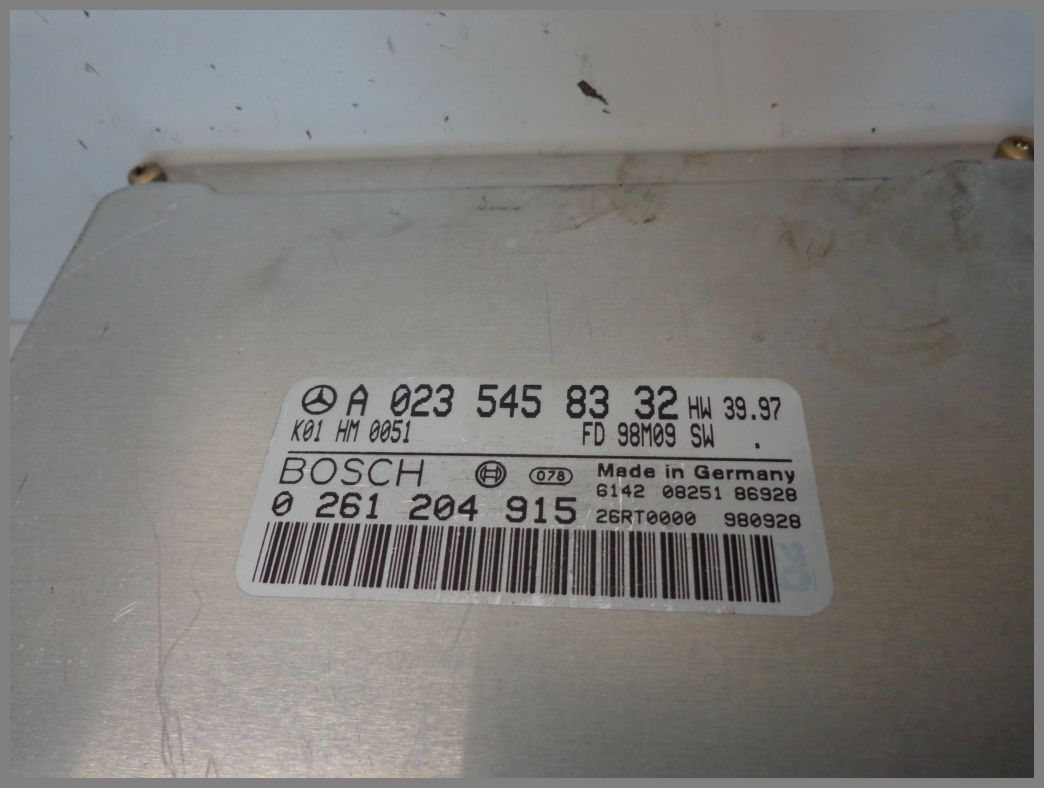 A 023 545 83 32 HW 39.97
K01 HM 0051 FD 98M09 SW .
BOSCH 078 Made in Germany
6142 08251 86928
0 261 204 915 26RT0000 980928